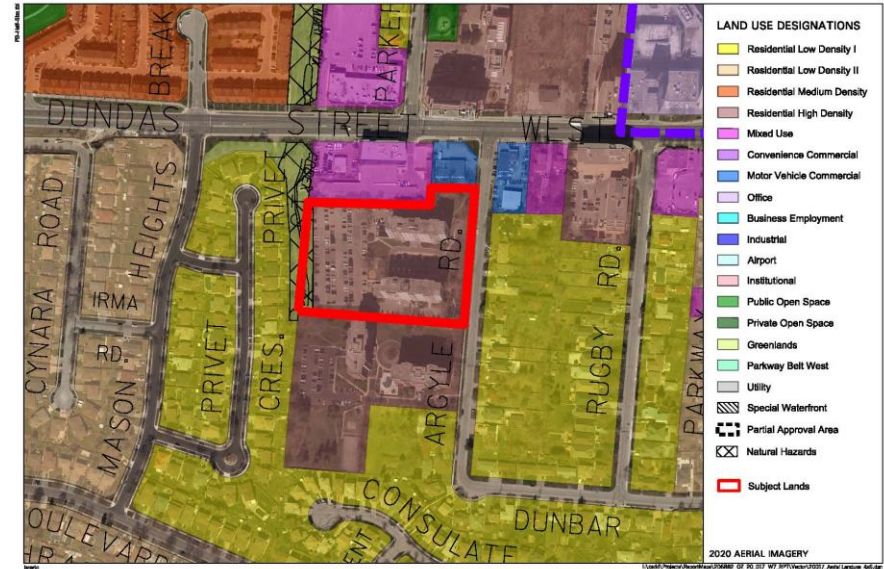 BREAK
PARKER
DUNDAS STREET WEST
CYNARA ROAD
MASON HEIGHTS
IRMA
RD.
PRIVET
PRIVET CRES.
ARGYLE RD.
RUGBY RD.
PARKWAY
CONSULATE
DUNBAR
LAND USE DESIGNATIONS
Residential Low Density I
Residential Low Density II
Residential Medium Density
Residential High Density
Mixed Use
Convenience Commercial
Motor Vehicle Commercial
Office
Business Employment
Industrial
Airport
Institutional
Public Open Space
Private Open Space
Greenlands
Parkway Belt West
Utility
Special Waterfront
Partial Approval Area
Natural Hazards
Subject Lands
2020 AERIAL IMAGERY